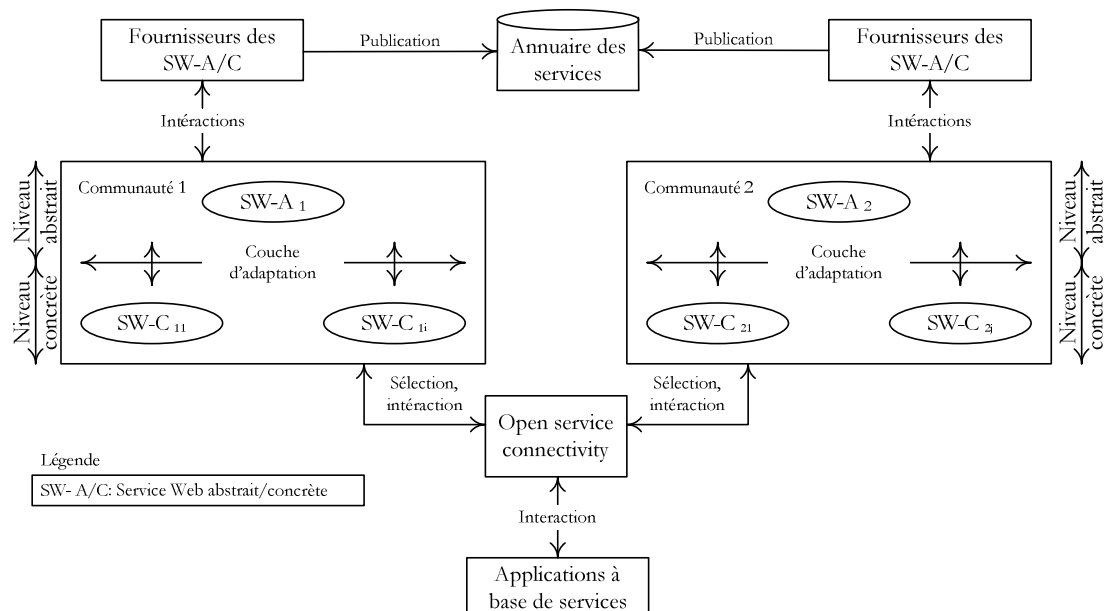 Fournisseurs des
SW-A/C
Publication
Annuaire des
services
Publication
Fournisseurs des
SW-A/C
Intéractions
Intéractions
Niveau
abstrait
Communauté 1
SW-A 1
Couche
d'adaptation
Niveau
concrète
SW-C 11
SW-C 1i
Communauté 2
SW-A 2
Couche
d'adaptation
SW-C 21
SW-C 2j
Niveau
abstrait
Niveau
concrète
Sélection,
intéraction
Sélection,
intéraction
Open service
connectivity
Légende
SW- A/C: Service Web abstrait/concrète
Interaction
Applications à
base de services